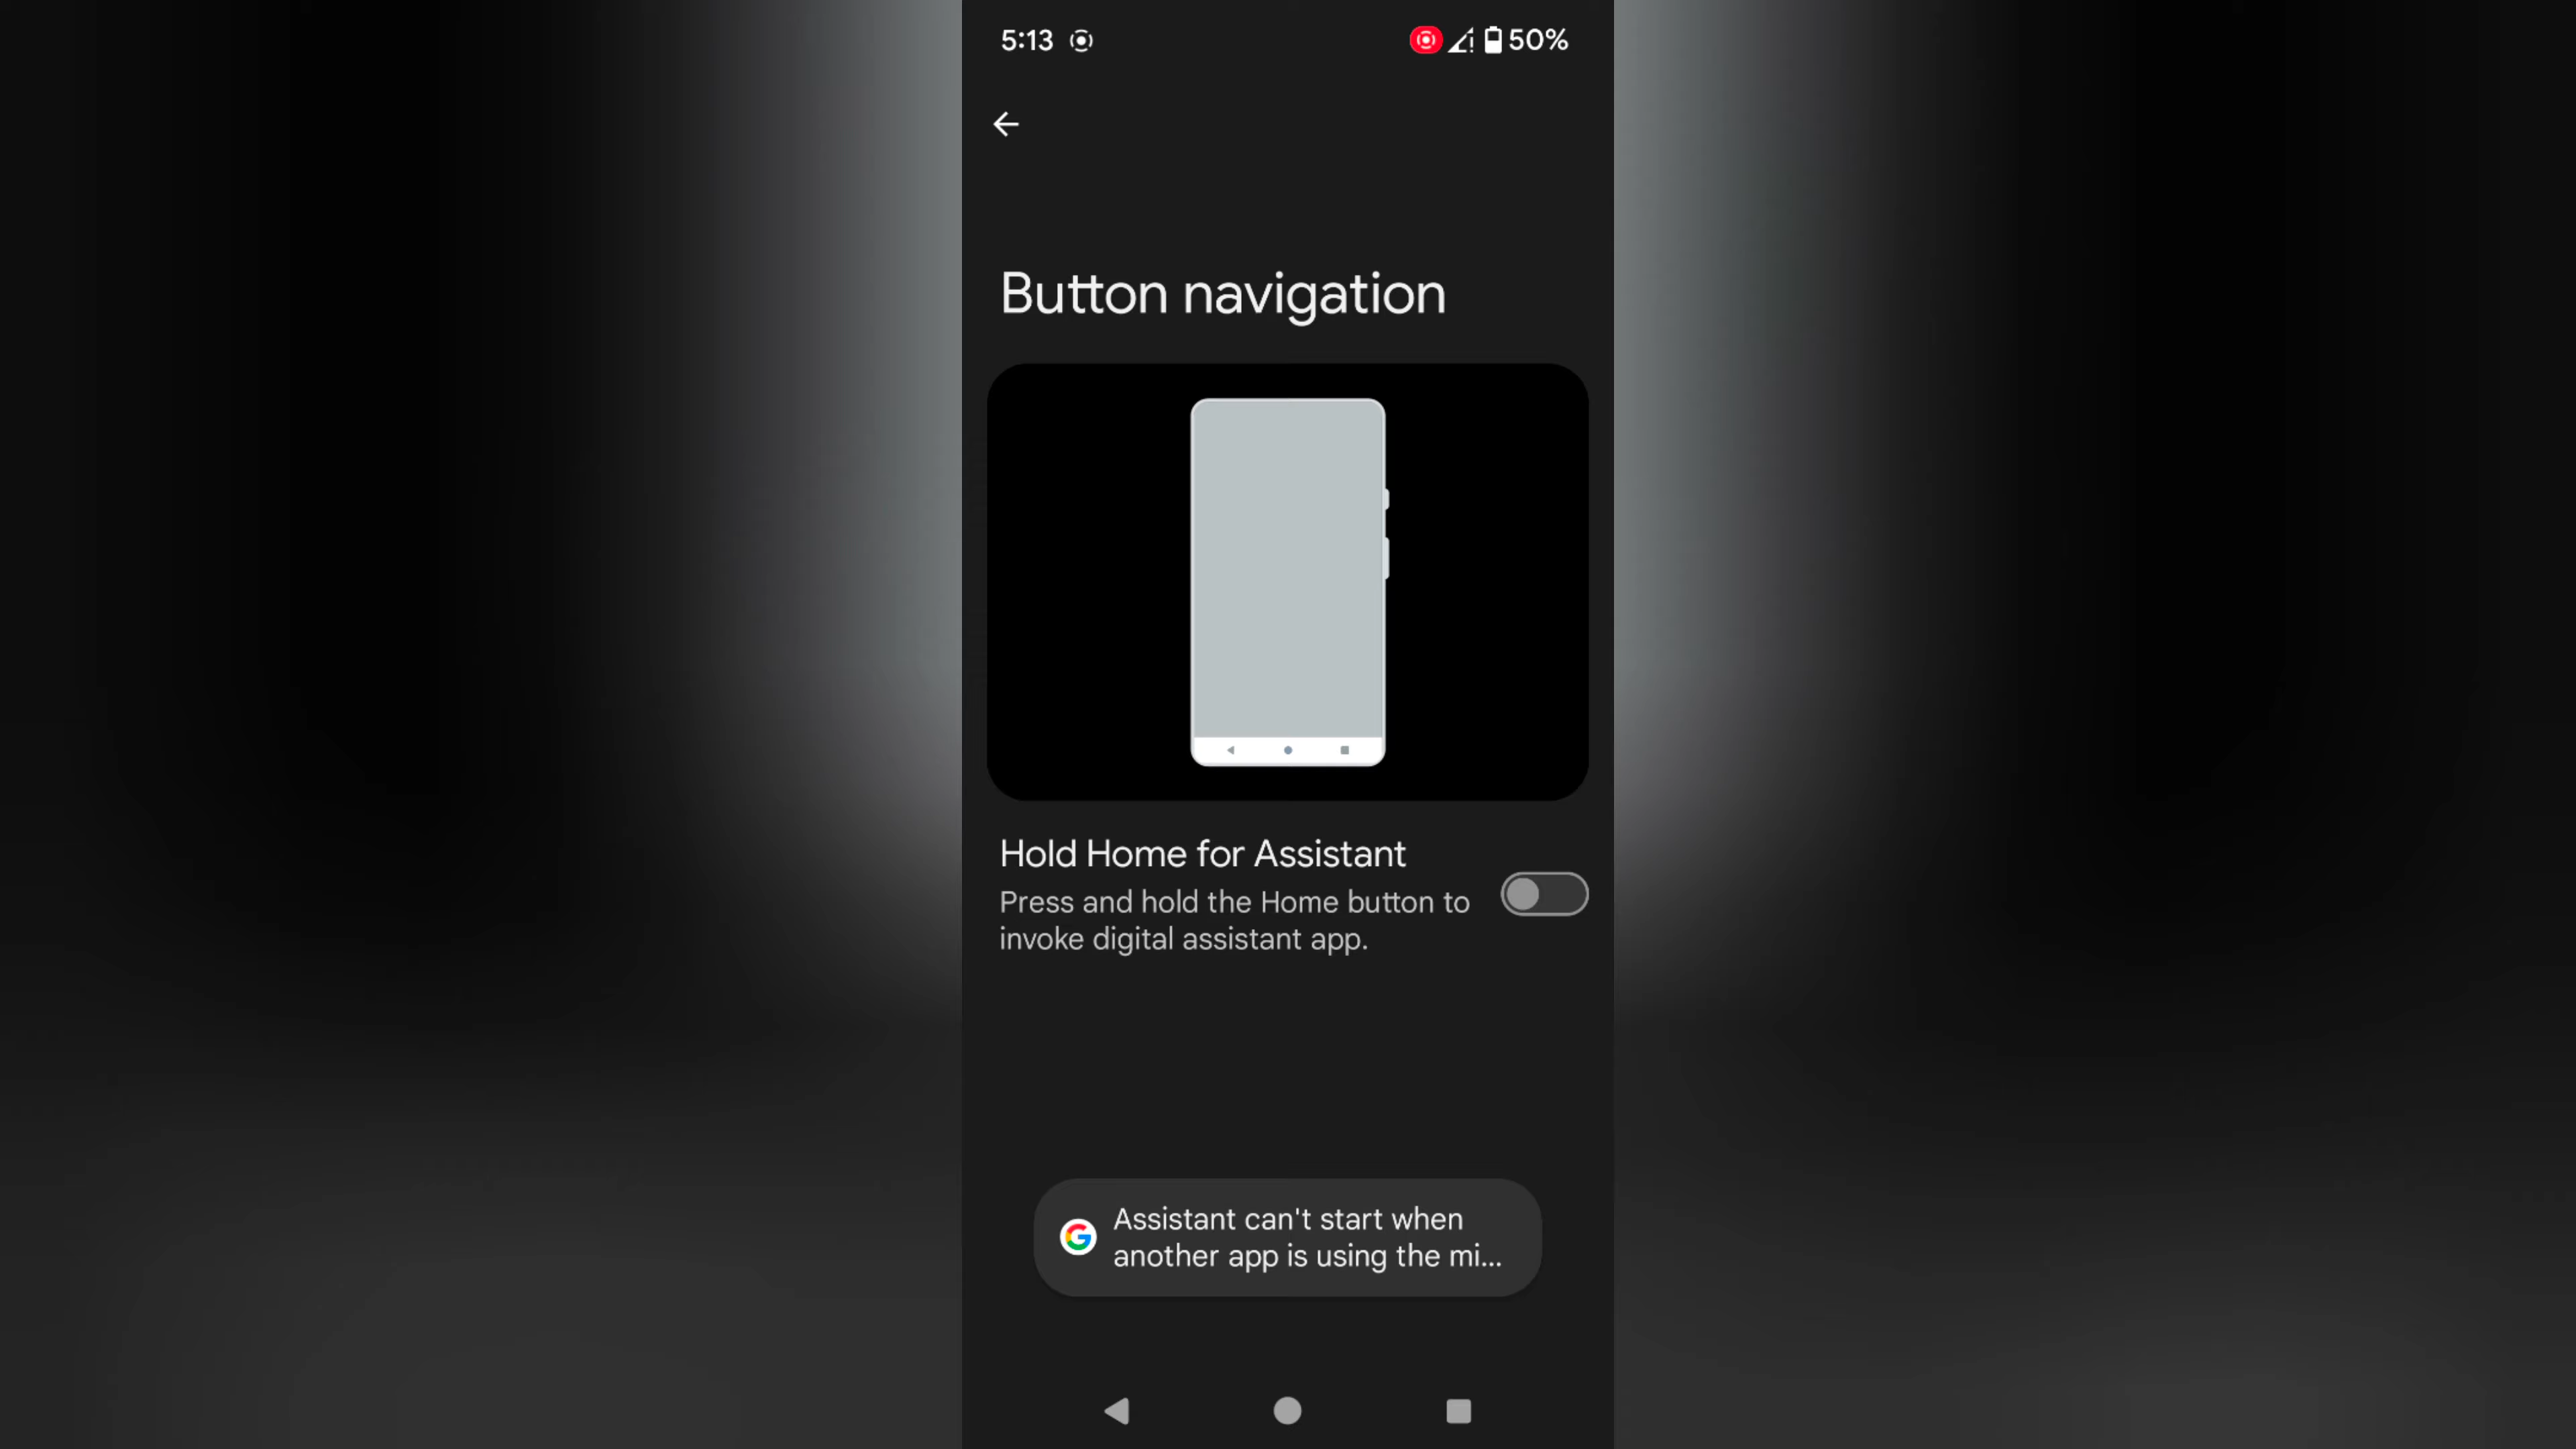 5:13
50%
Button navigation
Hold Home for Assistant
Press and hold the Home button to
invoke digital assistant app.
Assistant can't start when
another app is using the mi...